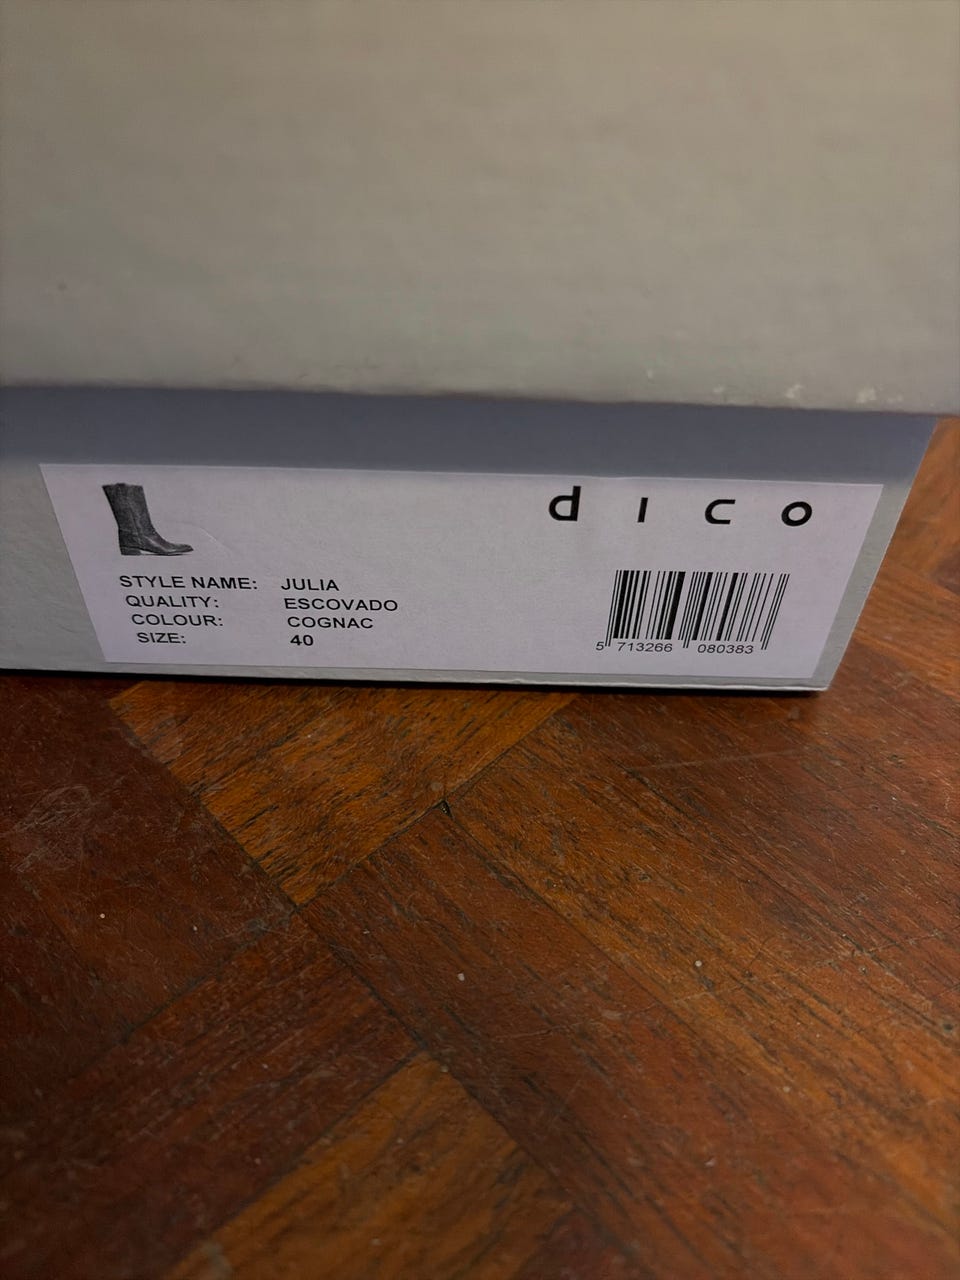 dico
STYLE NAME: JULIA
QUALITY: ESCOVADO
COLOUR: COGNAC
SIZE: 40
5 713266 080383